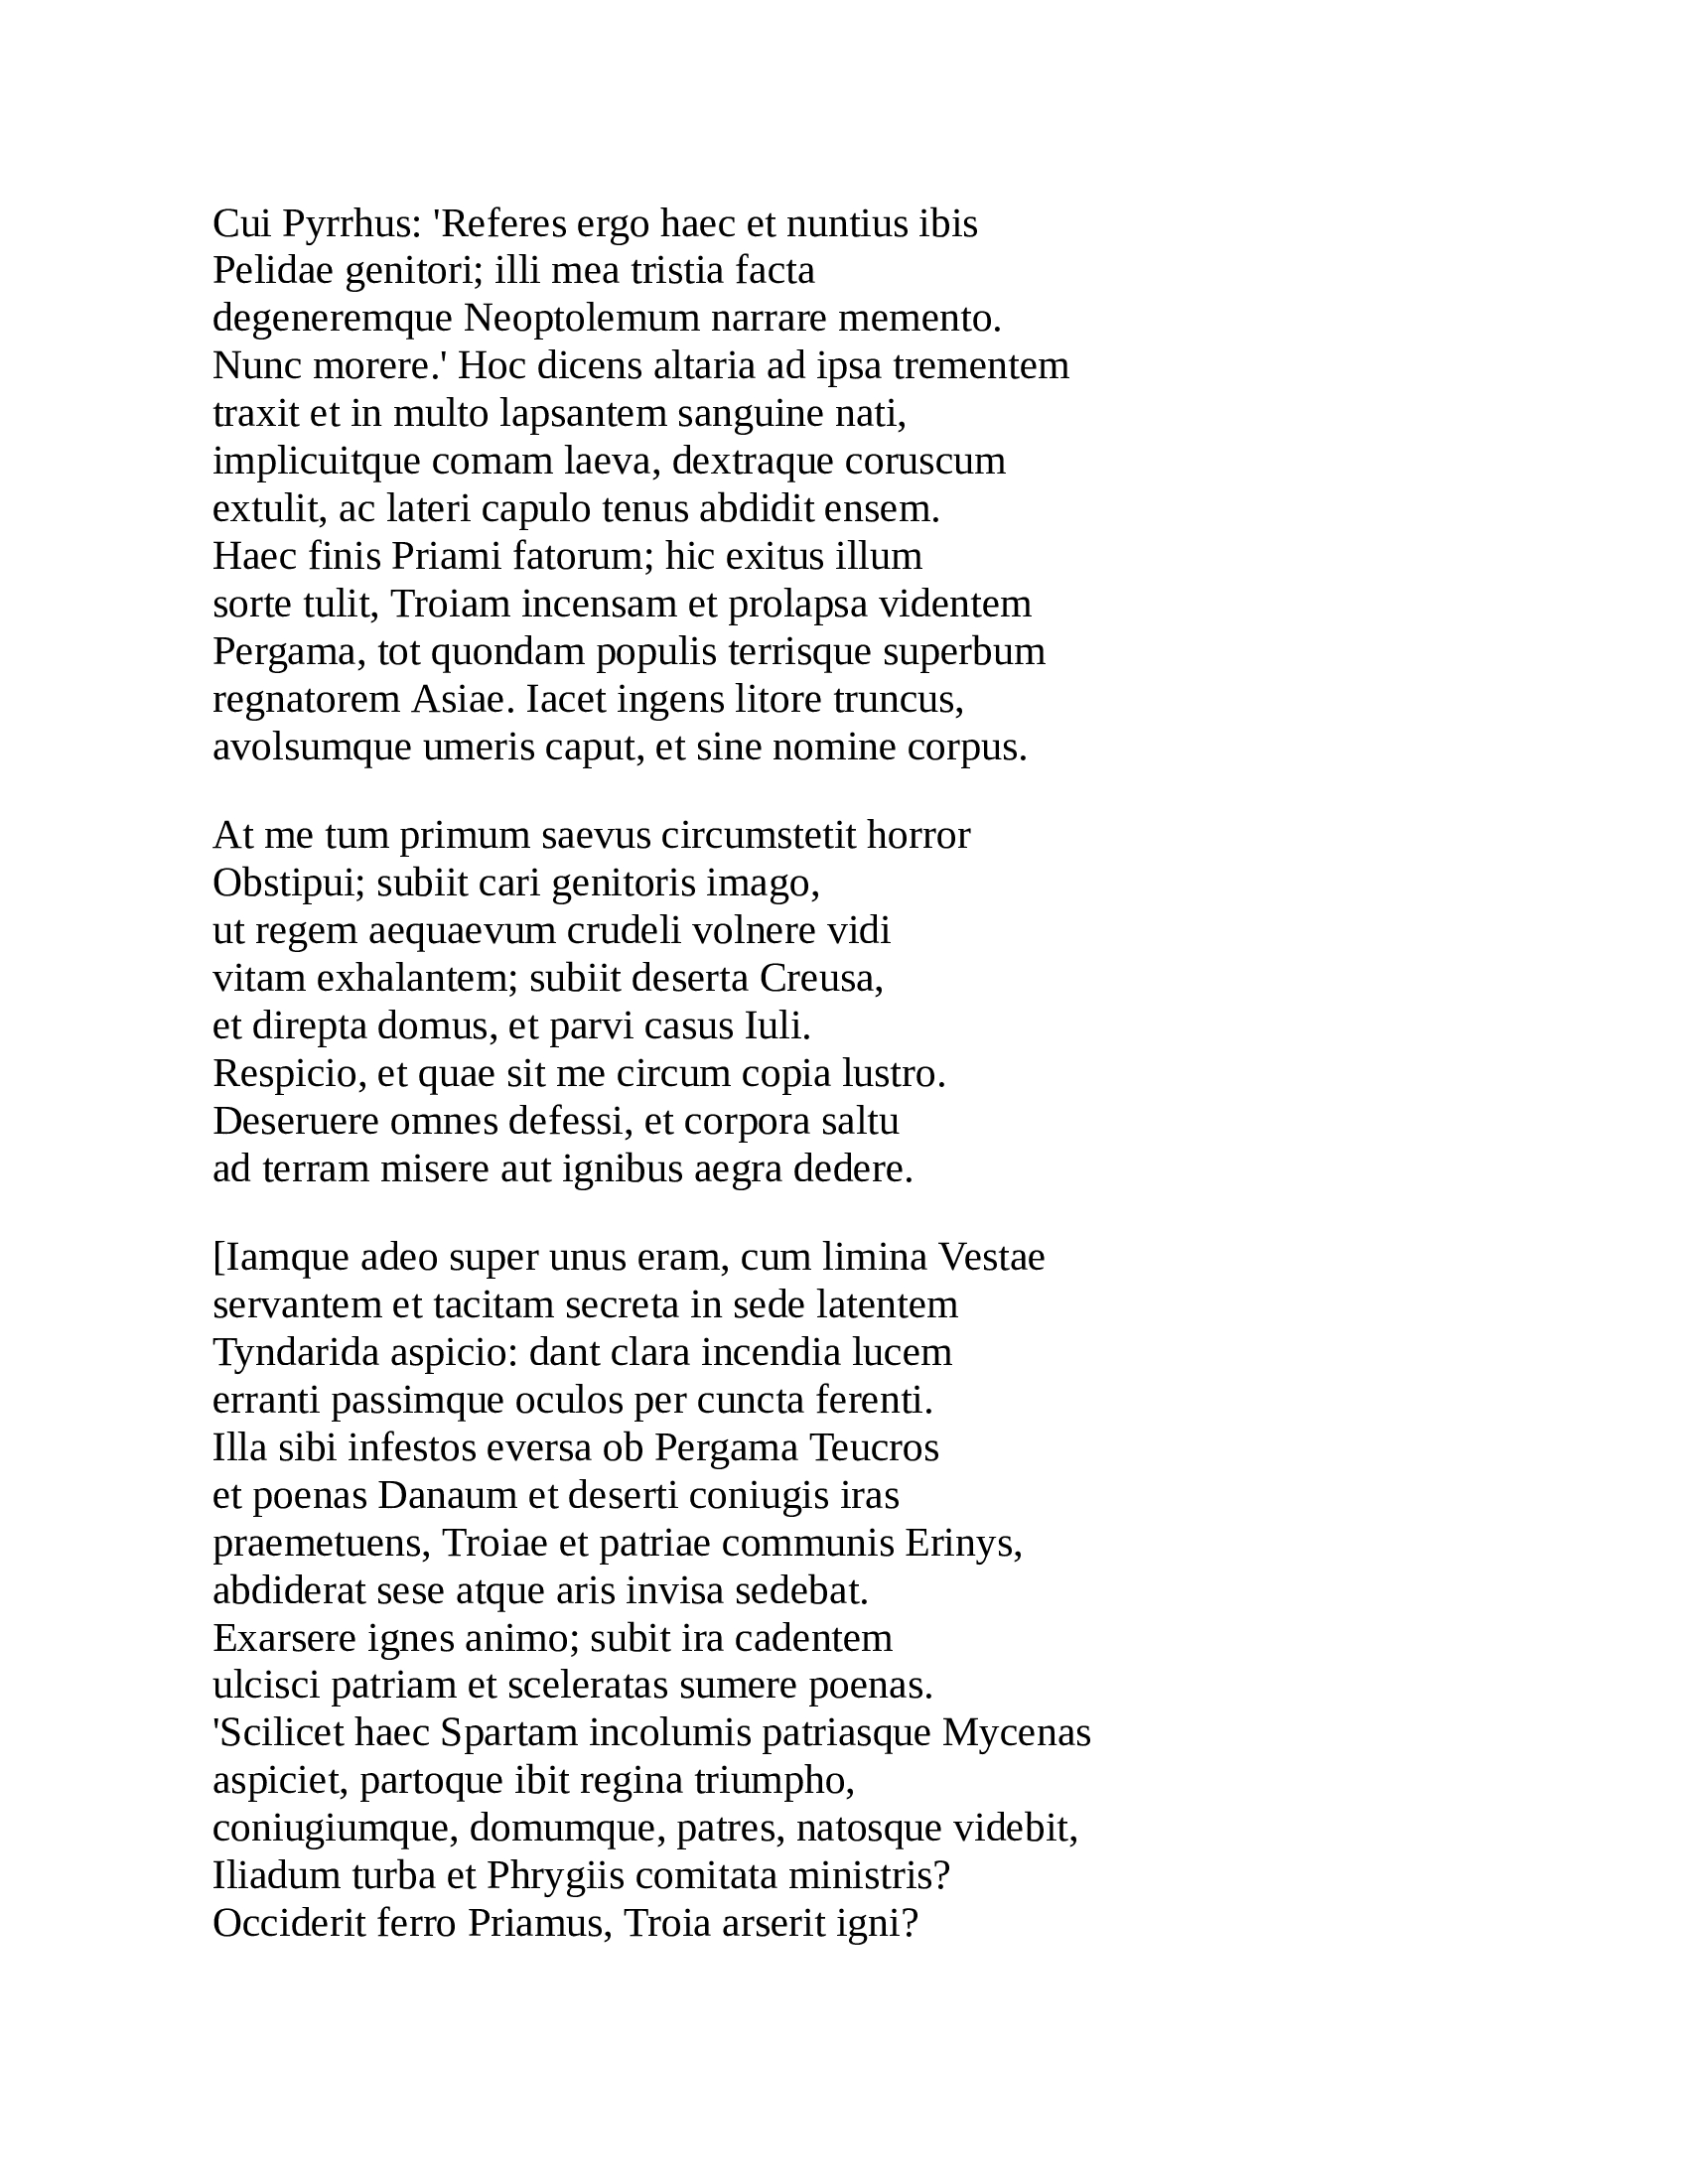 Cui Pyrrhus: 'Referes ergo haec et nuntius ibis
Pelidae genitori; illi mea tristia facta
degeneremque Neoptolemum narrare memento.
Nunc morere.' Hoc dicens altaria ad ipsa trementem
traxit et in multo lapsantem sanguine nati,
implicuitque comam laeva, dextraque coruscum
extulit, ac lateri capulo tenus abdidit ensem.
Haec finis Priami fatorum; hic exitus illum
sorte tulit, Troiam incensam et prolapsa videntem
Pergama, tot quondam populis terrisque superbum
regnatorem Asiae. Iacet ingens litore truncus,
avolsumque umeris caput, et sine nomine corpus.

At me tum primum saevus circumstetit horror
Obstipui; subiit cari genitoris imago,
ut regem aequaevum crudeli volnere vidi
vitam exhalantem; subiit deserta Creusa,
et direpta domus, et parvi casus Iuli.
Respicio, et quae sit me circum copia lustro.
Deseruere omnes defessi, et corpora saltu
ad terram misere aut ignibus aegra dedere.

[Iamque adeo super unus eram, cum limina Vestae
servantem et tacitam secreta in sede latentem
Tyndarida aspicio: dant clara incendia lucem
erranti passimque oculos per cuncta ferenti.
Illa sibi infestos eversa ob Pergama Teucros
et poenas Danaum et deserti coniugis iras
praemetuens, Troiae et patriae communis Erinys,
abdiderat sese atque aris invisa sedebat.
Exarsere ignes animo; subit ira cadentem
ulcisci patriam et sceleratas sumere poenas.
'Scilicet haec Spartam incolumis patriasque Mycenas
aspiciet, partoque ibit regina triumpho,
coniugiumque, domumque, patres, natosque videbit,
Iliadum turba et Phrygiis comitata ministris?
Occiderit ferro Priamus, Troia arserit igni?